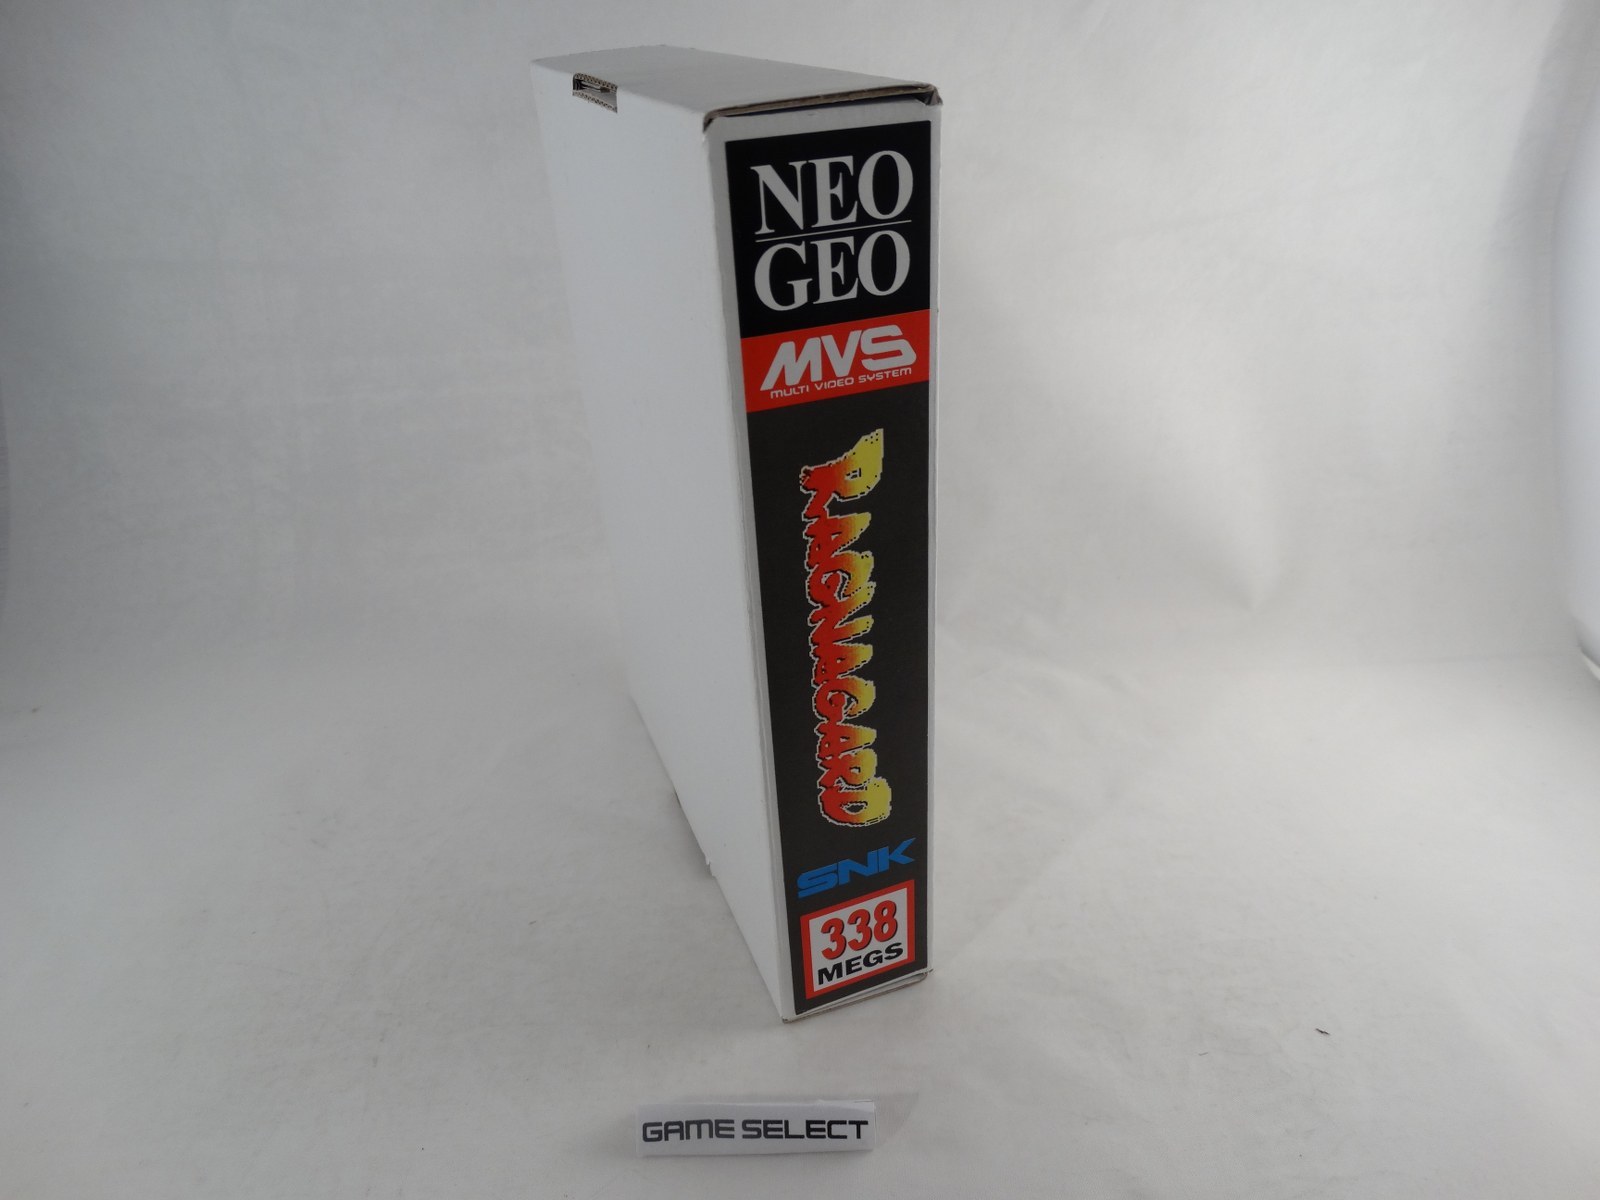 NEO
GEO
MVS
MULTI VIDEO SYSTEM
RAGNAGARD
SNK
338
MEGS
GAME SELECT